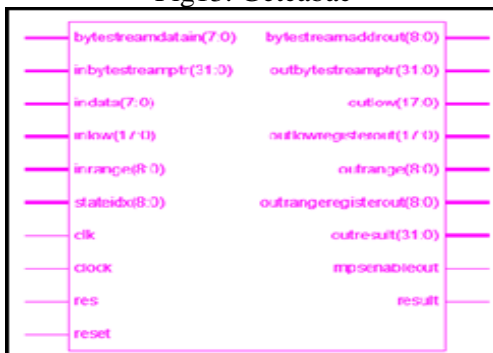 bytestreamdatain(7:0)
bytestreamaddrout(8:0)
inbytestreamptr(31:0)
outbytestreamptr(31:0)
indata(7:0)
outlow(17:0)
inlow(17:0)
outlowregisterout(17:0)
inrange(8:0)
outrange(8:0)
stateidx(8:0)
outrangeregisterout(8:0)
clk
outresult(31:0)
clock
mpsenableout
res
result
reset